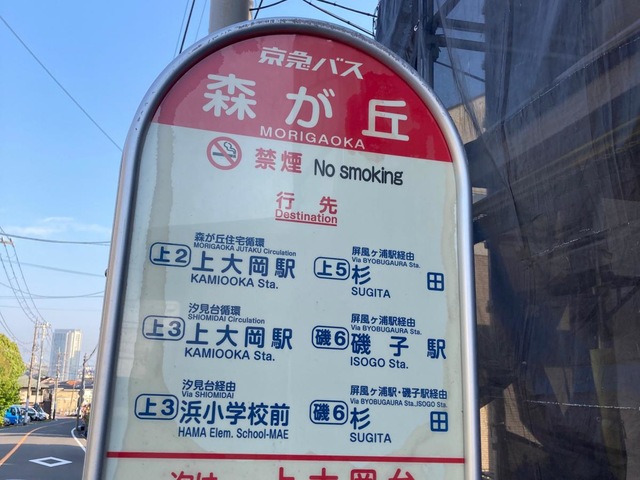 京急バス
森が丘
MORIGAOKA
禁煙 No smoking
行先
Destination
森が丘住宅循環
MORIGAOKA JUTAKU Circulation
上2 上大岡駅
KAMIOOKA Sta.
屏風ヶ浦駅経由
Via BYOBUGAURA Sta.
上5 杉田
SUGITA
汐見台循環
SHIOMIDAI Circulation
上3 上大岡駅
KAMIOOKA Sta.
屏風ヶ浦駅経由
Via BYOBUGAURA Sta.
磯6 磯子駅
ISOGO Sta.
汐見台経由
Via SHIOMIDAI
上3 浜小学校前
HAMA Elem. School-MAE
屏風ヶ浦駅・磯子駅経由
Via BYOBUGAURA Sta.,ISOGO Sta.
磯6 杉田
SUGITA
次は 上大岡台